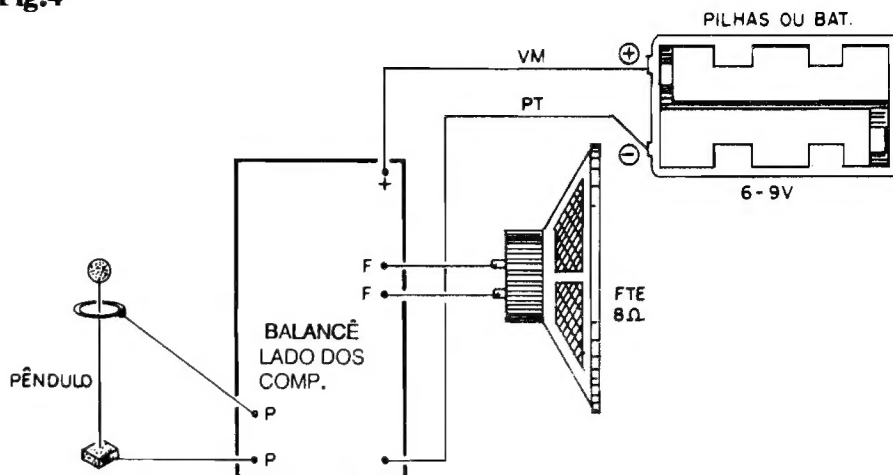 Fig.4
PILHAS OU BAT.
VM
+
PT
-
6-9V
+
F
F
FTE
8Ω
BALANCÊ
LADO DOS
COMP.
PÊNDULO
P
P